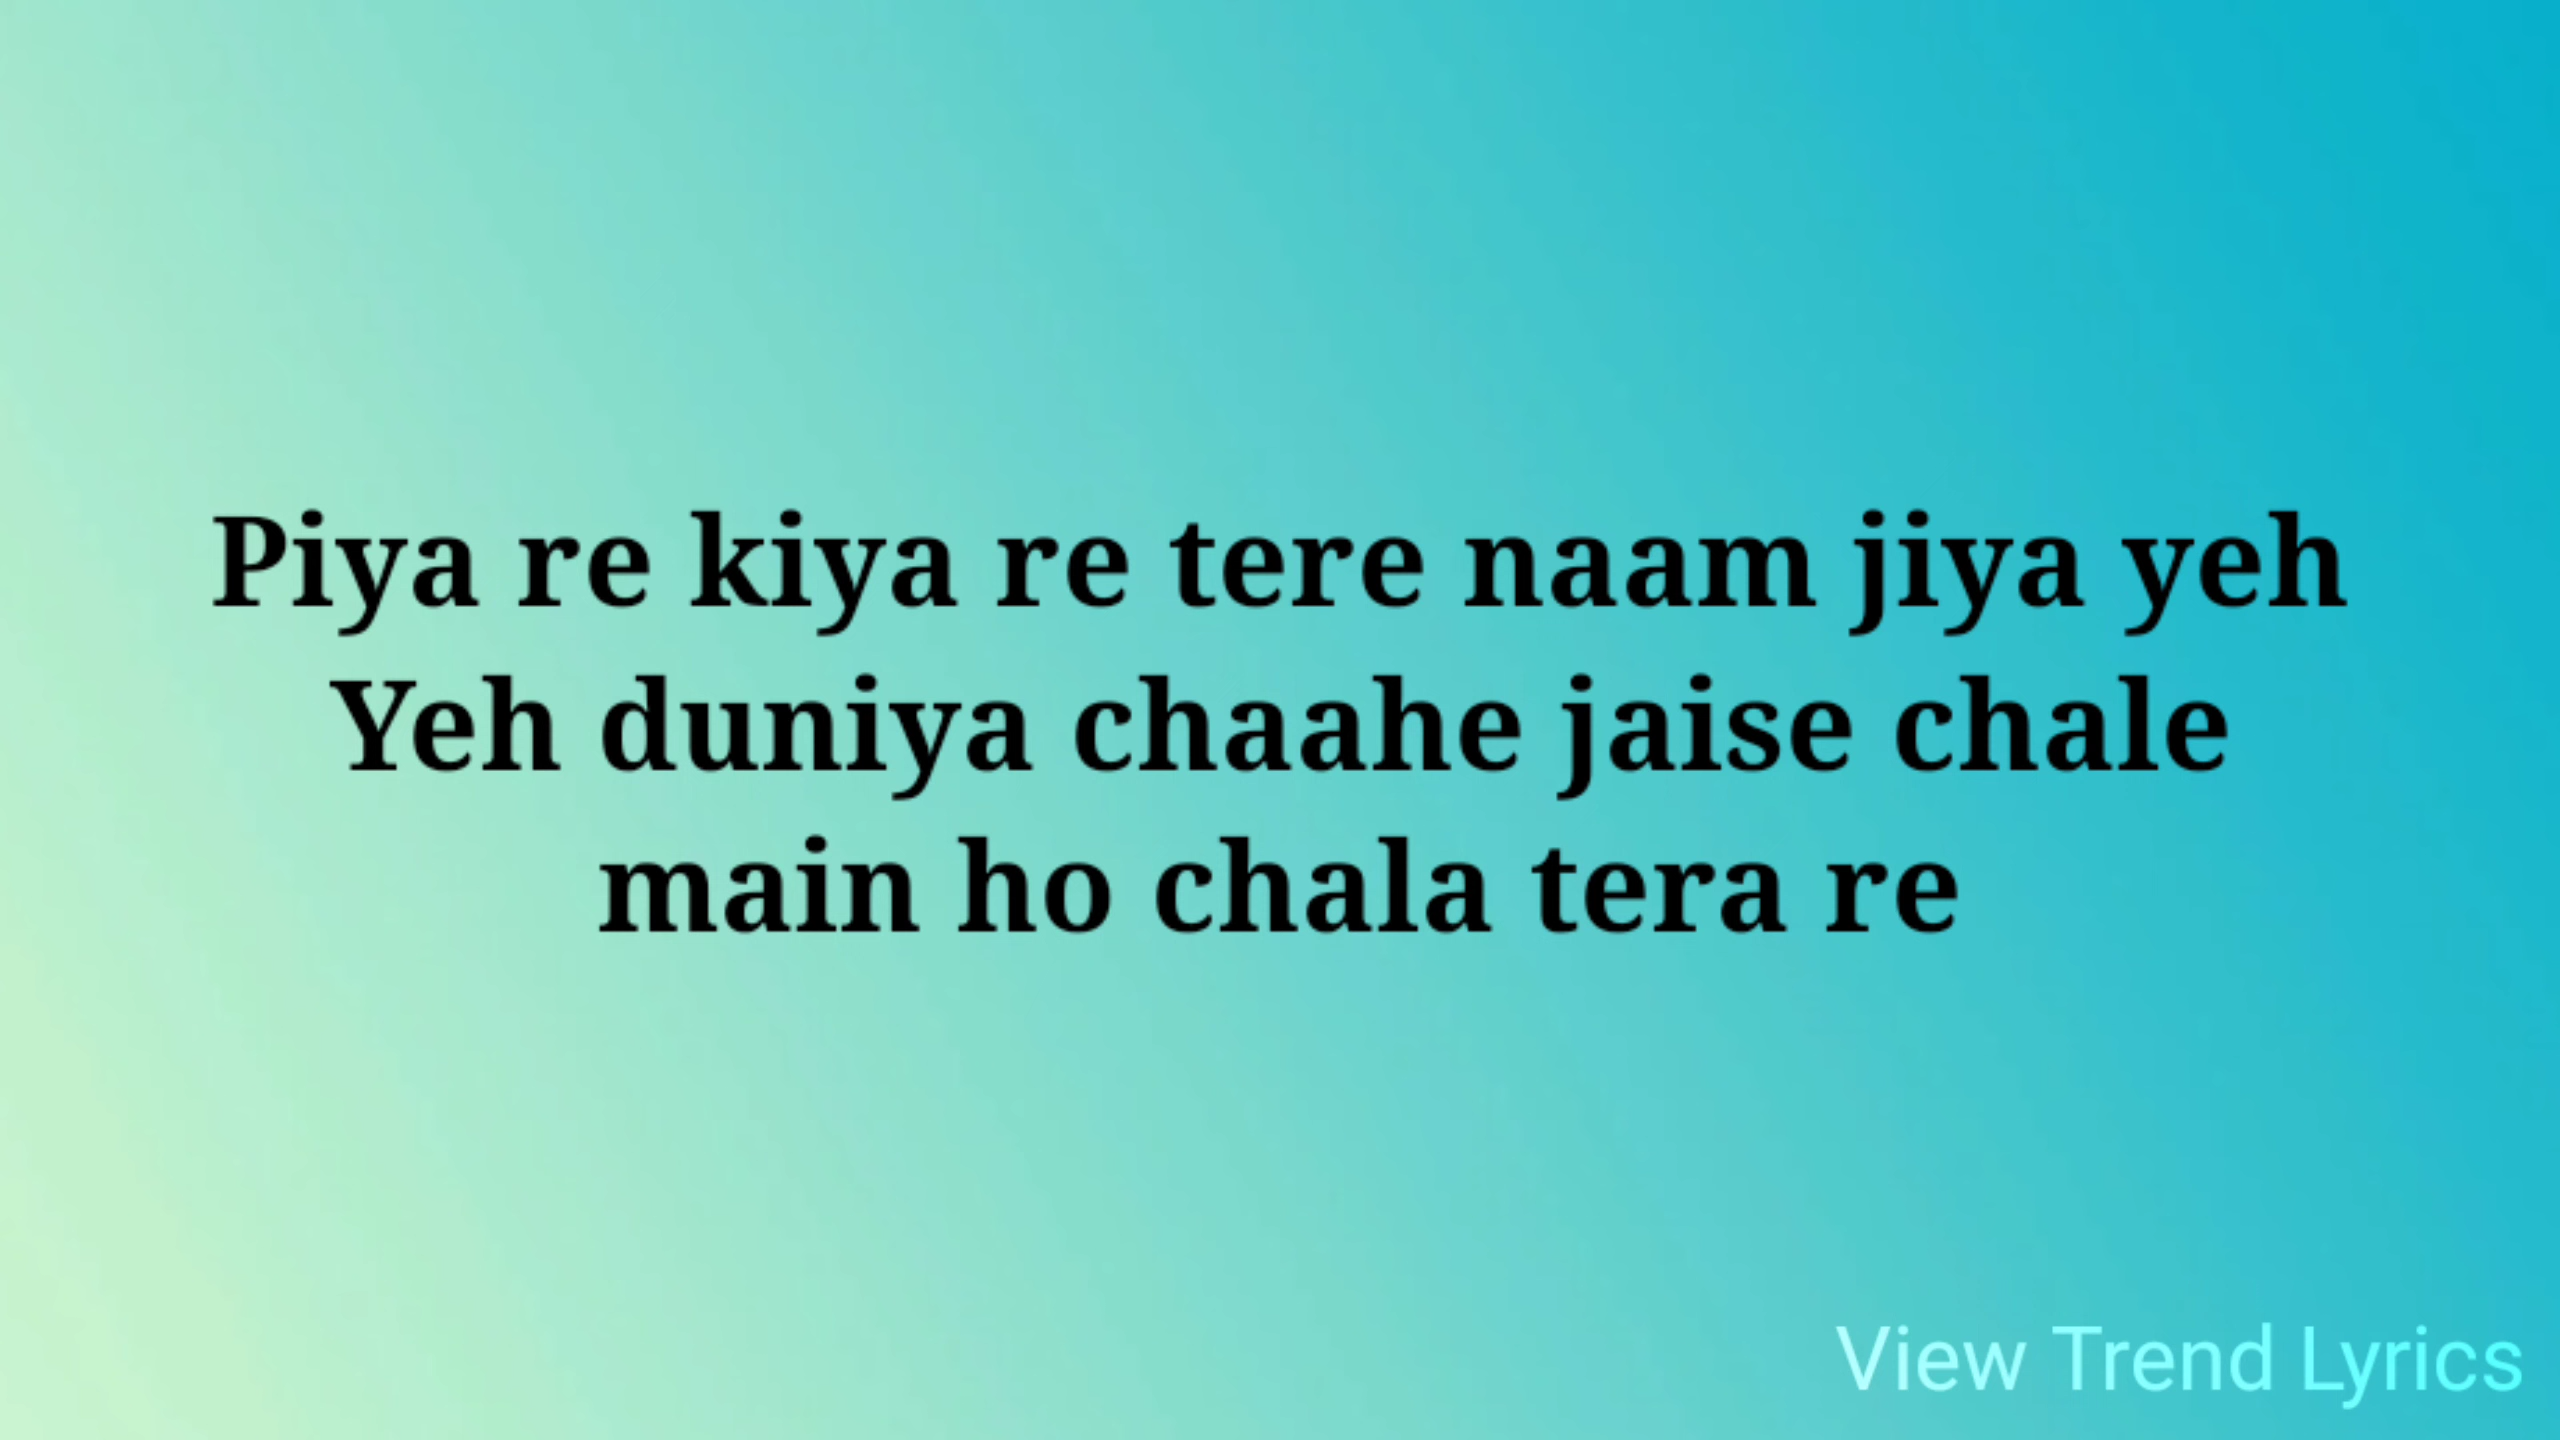 Piya re kiya re tere naam jiya yeh
Yeh duniya chaahe jaise chale
main ho chala tera re
View Trend Lyrics